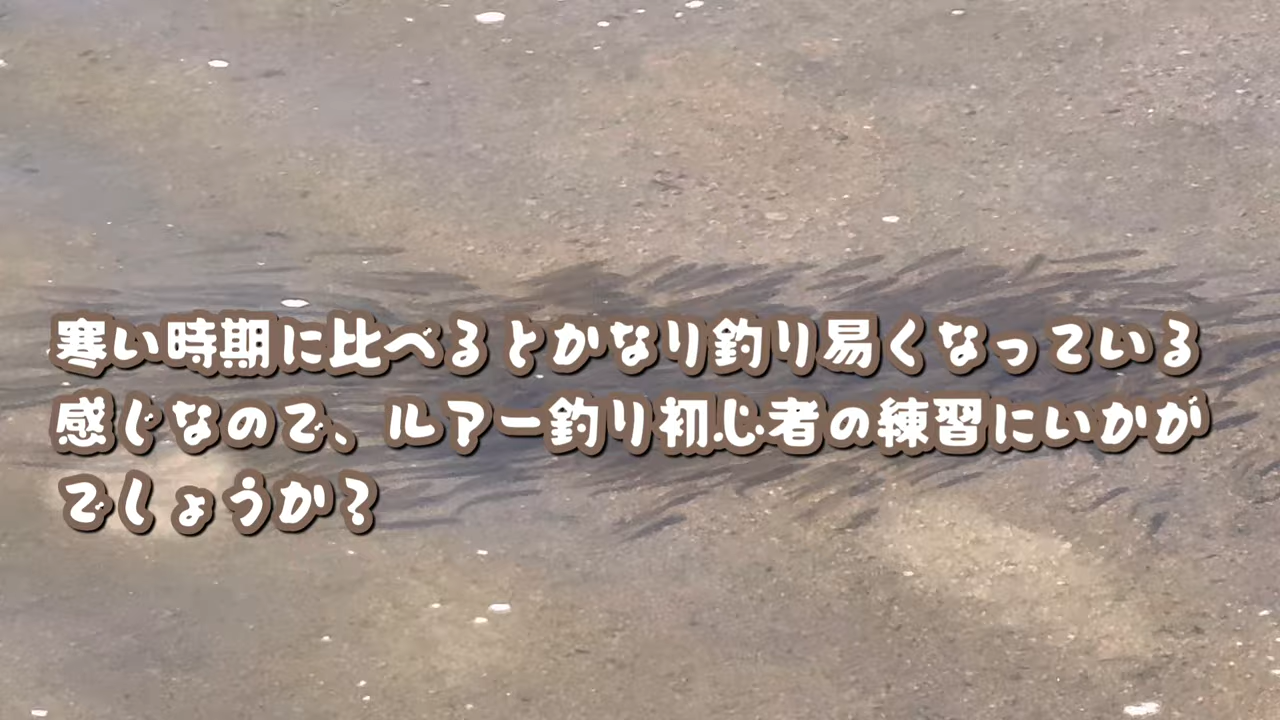 寒い時期に比べるとかなり釣り易くなっている
感じなので、ルアー釣り初心者の練習にいかが
でしょうか？